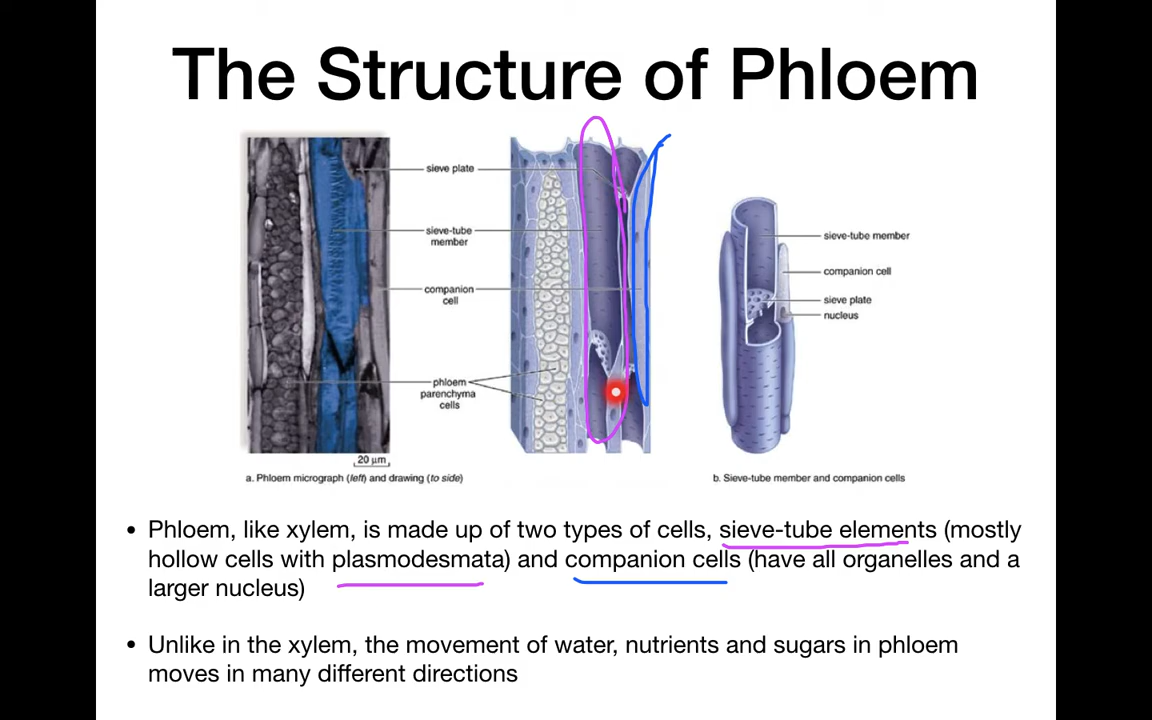 The Structure of Phloem
sieve plate
sieve-tube
member
companion
cell
phloem
parenchyma
cells
20 µm
a. Phloem micrograph (left) and drawing (to side)
sieve-tube member
companion cell
sieve plate
nucleus
b. Sieve-tube member and companion cells
• Phloem, like xylem, is made up of two types of cells, sieve-tube elements (mostly
hollow cells with plasmodesmata) and companion cells (have all organelles and a
larger nucleus)
• Unlike in the xylem, the movement of water, nutrients and sugars in phloem
moves in many different directions